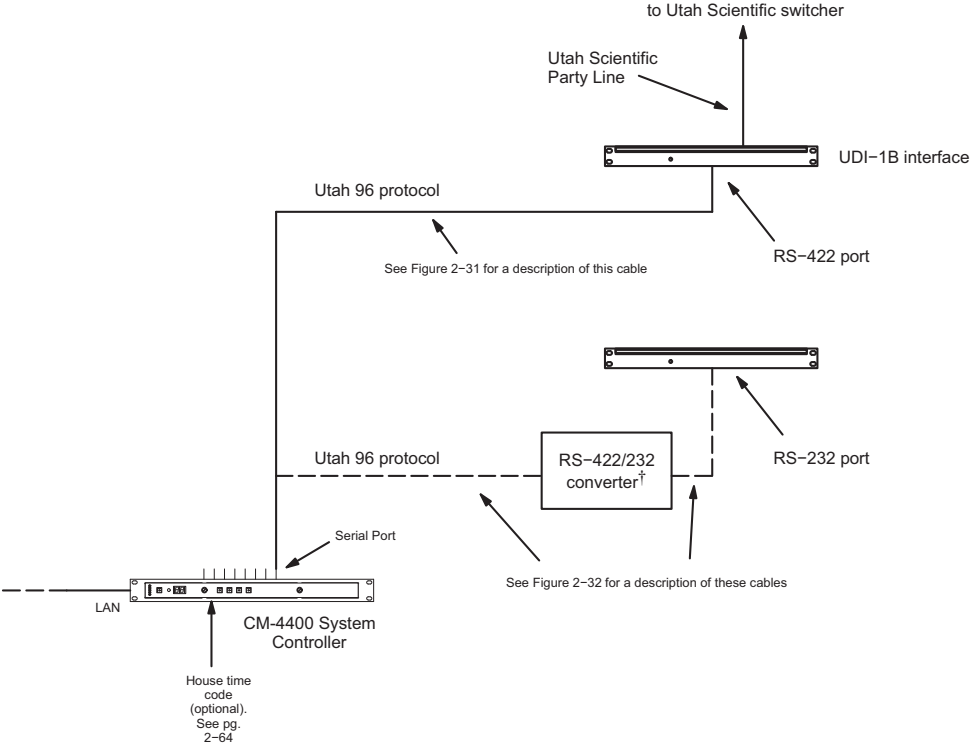 to Utah Scientific switcher
Utah Scientific
Party Line
UDI−1B interface
Utah 96 protocol
RS−422 port
See Figure 2−31 for a description of this cable
Utah 96 protocol
RS−422/232
converter†
RS−232 port
Serial Port
See Figure 2−32 for a description of these cables
LAN
CM-4400 System
Controller
House time
code
(optional).
See pg.
2−64